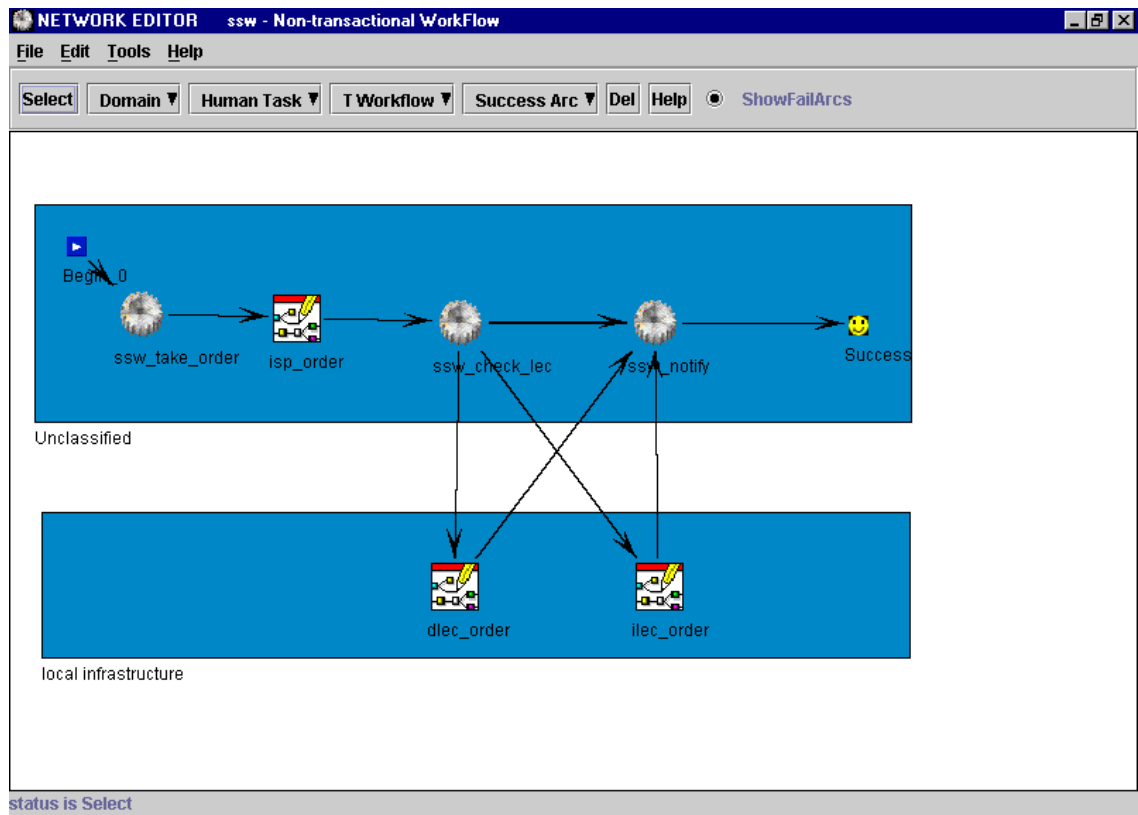 NETWORK EDITOR ssw - Non-transactional WorkFlow
File Edit Tools Help
Select Domain Human Task T Workflow Success Arc Del Help ShowFailArcs
Begin_0
ssw_take_order
isp_order
ssw_check_lec
ssw_notify
Success
Unclassified
dlec_order
ilec_order
local infrastructure
status is Select